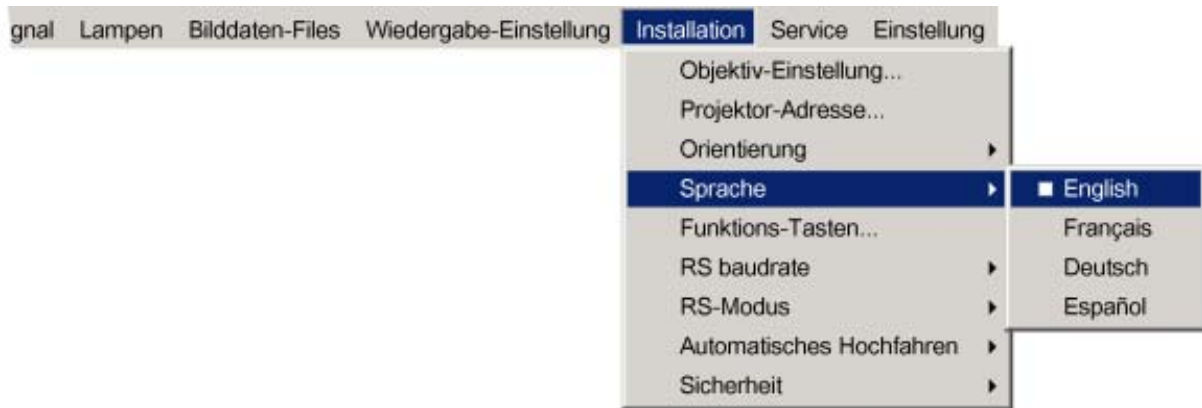 gnal Lampen Bilddaten-Files Wiedergabe-Einstellung Installation Service Einstellung
Objektiv-Einstellung...
Projektor-Adresse...
Orientierung
Sprache
English
Funktions-Tasten...
Français
RS baudrate
Deutsch
RS-Modus
Español
Automatisches Hochfahren
Sicherheit